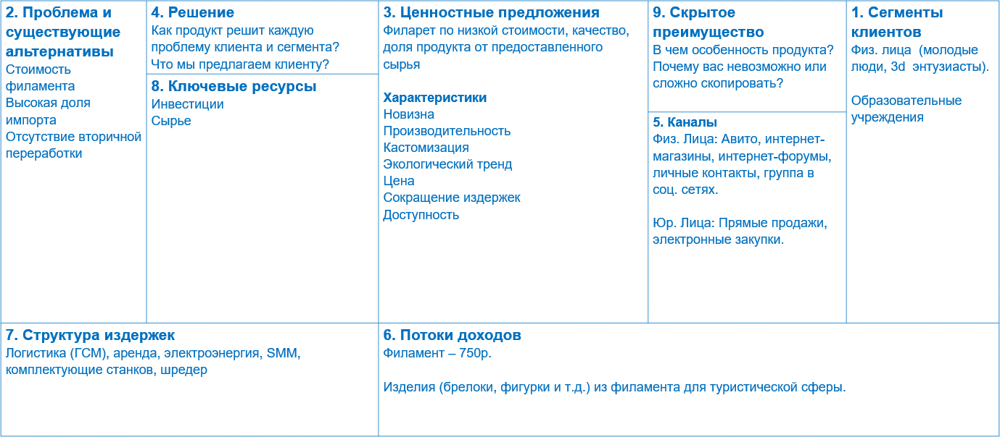 2. Проблема и
существующие
альтернативы
Стоимость
филамента
Высокая доля
импорта
Отсутствие вторичной
переработки
4. Решение
Как продукт решит каждую
проблему клиента и сегмента?
Что мы предлагаем клиенту?
8. Ключевые ресурсы
Инвестиции
Сырье
3. Ценностные предложения
Филарет по низкой стоимости, качество,
доля продукта от предоставленного
сырья
Характеристики
Новизна
Производительность
Кастомизация
Экологический тренд
Цена
Сокращение издержек
Доступность
9. Скрытое
преимущество
В чем особенность продукта?
Почему вас невозможно или
сложно скопировать?
5. Каналы
Физ. Лица: Авито, интернет-
магазины, интернет-форумы,
личные контакты, группа в
соц. сетях.
Юр. Лица: Прямые продажи,
электронные закупки.
1. Сегменты
клиентов
Физ. лица (молодые
люди, 3d энтузиасты).
Образовательные
учреждения
7. Структура издержек
Логистика (ГСМ), аренда, электроэнергия, SMM,
комплектующие станков, шредер
6. Потоки доходов
Филамент – 750р.
Изделия (брелоки, фигурки и т.д.) из филамента для туристической сферы.